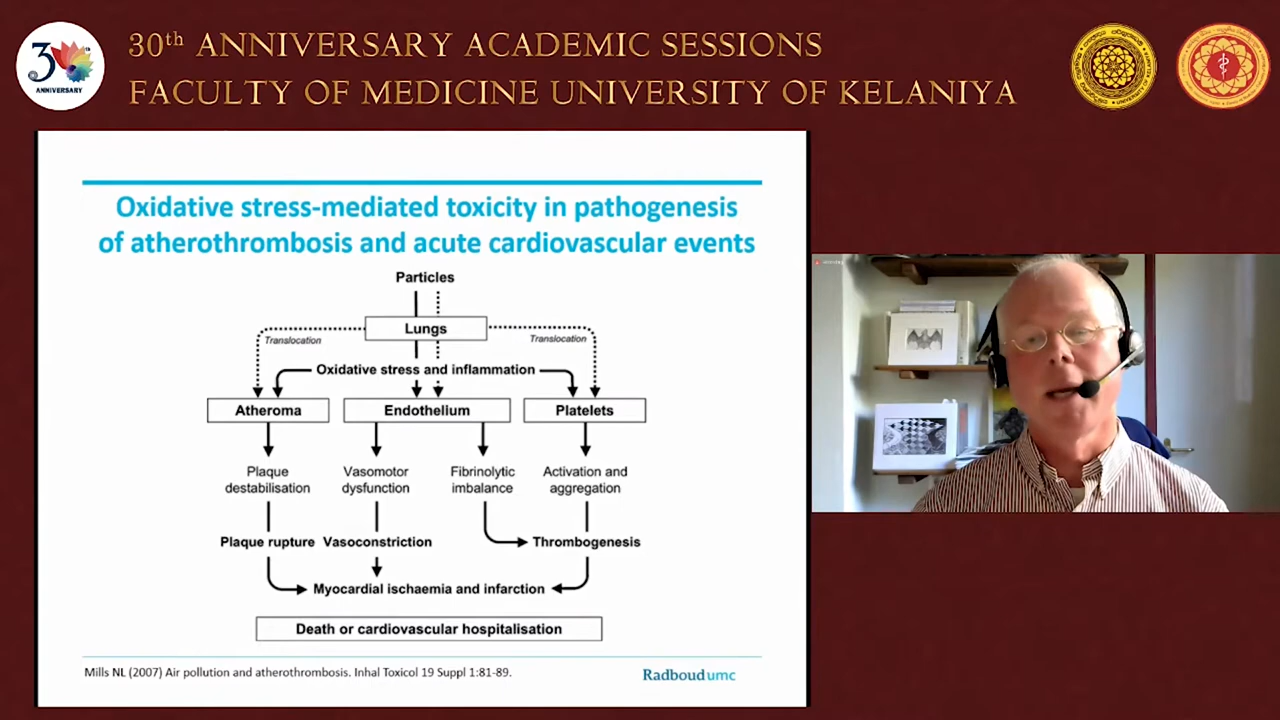 30th ANNIVERSARY ACADEMIC SESSIONS
FACULTY OF MEDICINE UNIVERSITY OF KELANIYA
30th
ANNIVERSARY
Oxidative stress-mediated toxicity in pathogenesis
of atherothrombosis and acute cardiovascular events
Particles
Lungs
Translocation
Translocation
Oxidative stress and inflammation
Atheroma
Endothelium
Platelets
Plaque
destabilisation
Vasomotor
dysfunction
Fibrinolytic
imbalance
Activation and
aggregation
Plaque rupture
Vasoconstriction
Thrombogenesis
Myocardial ischaemia and infarction
Death or cardiovascular hospitalisation
Mills NL (2007) Air pollution and atherothrombosis. Inhal Toxicol 19 Suppl 1:81-89.
Radboudumc